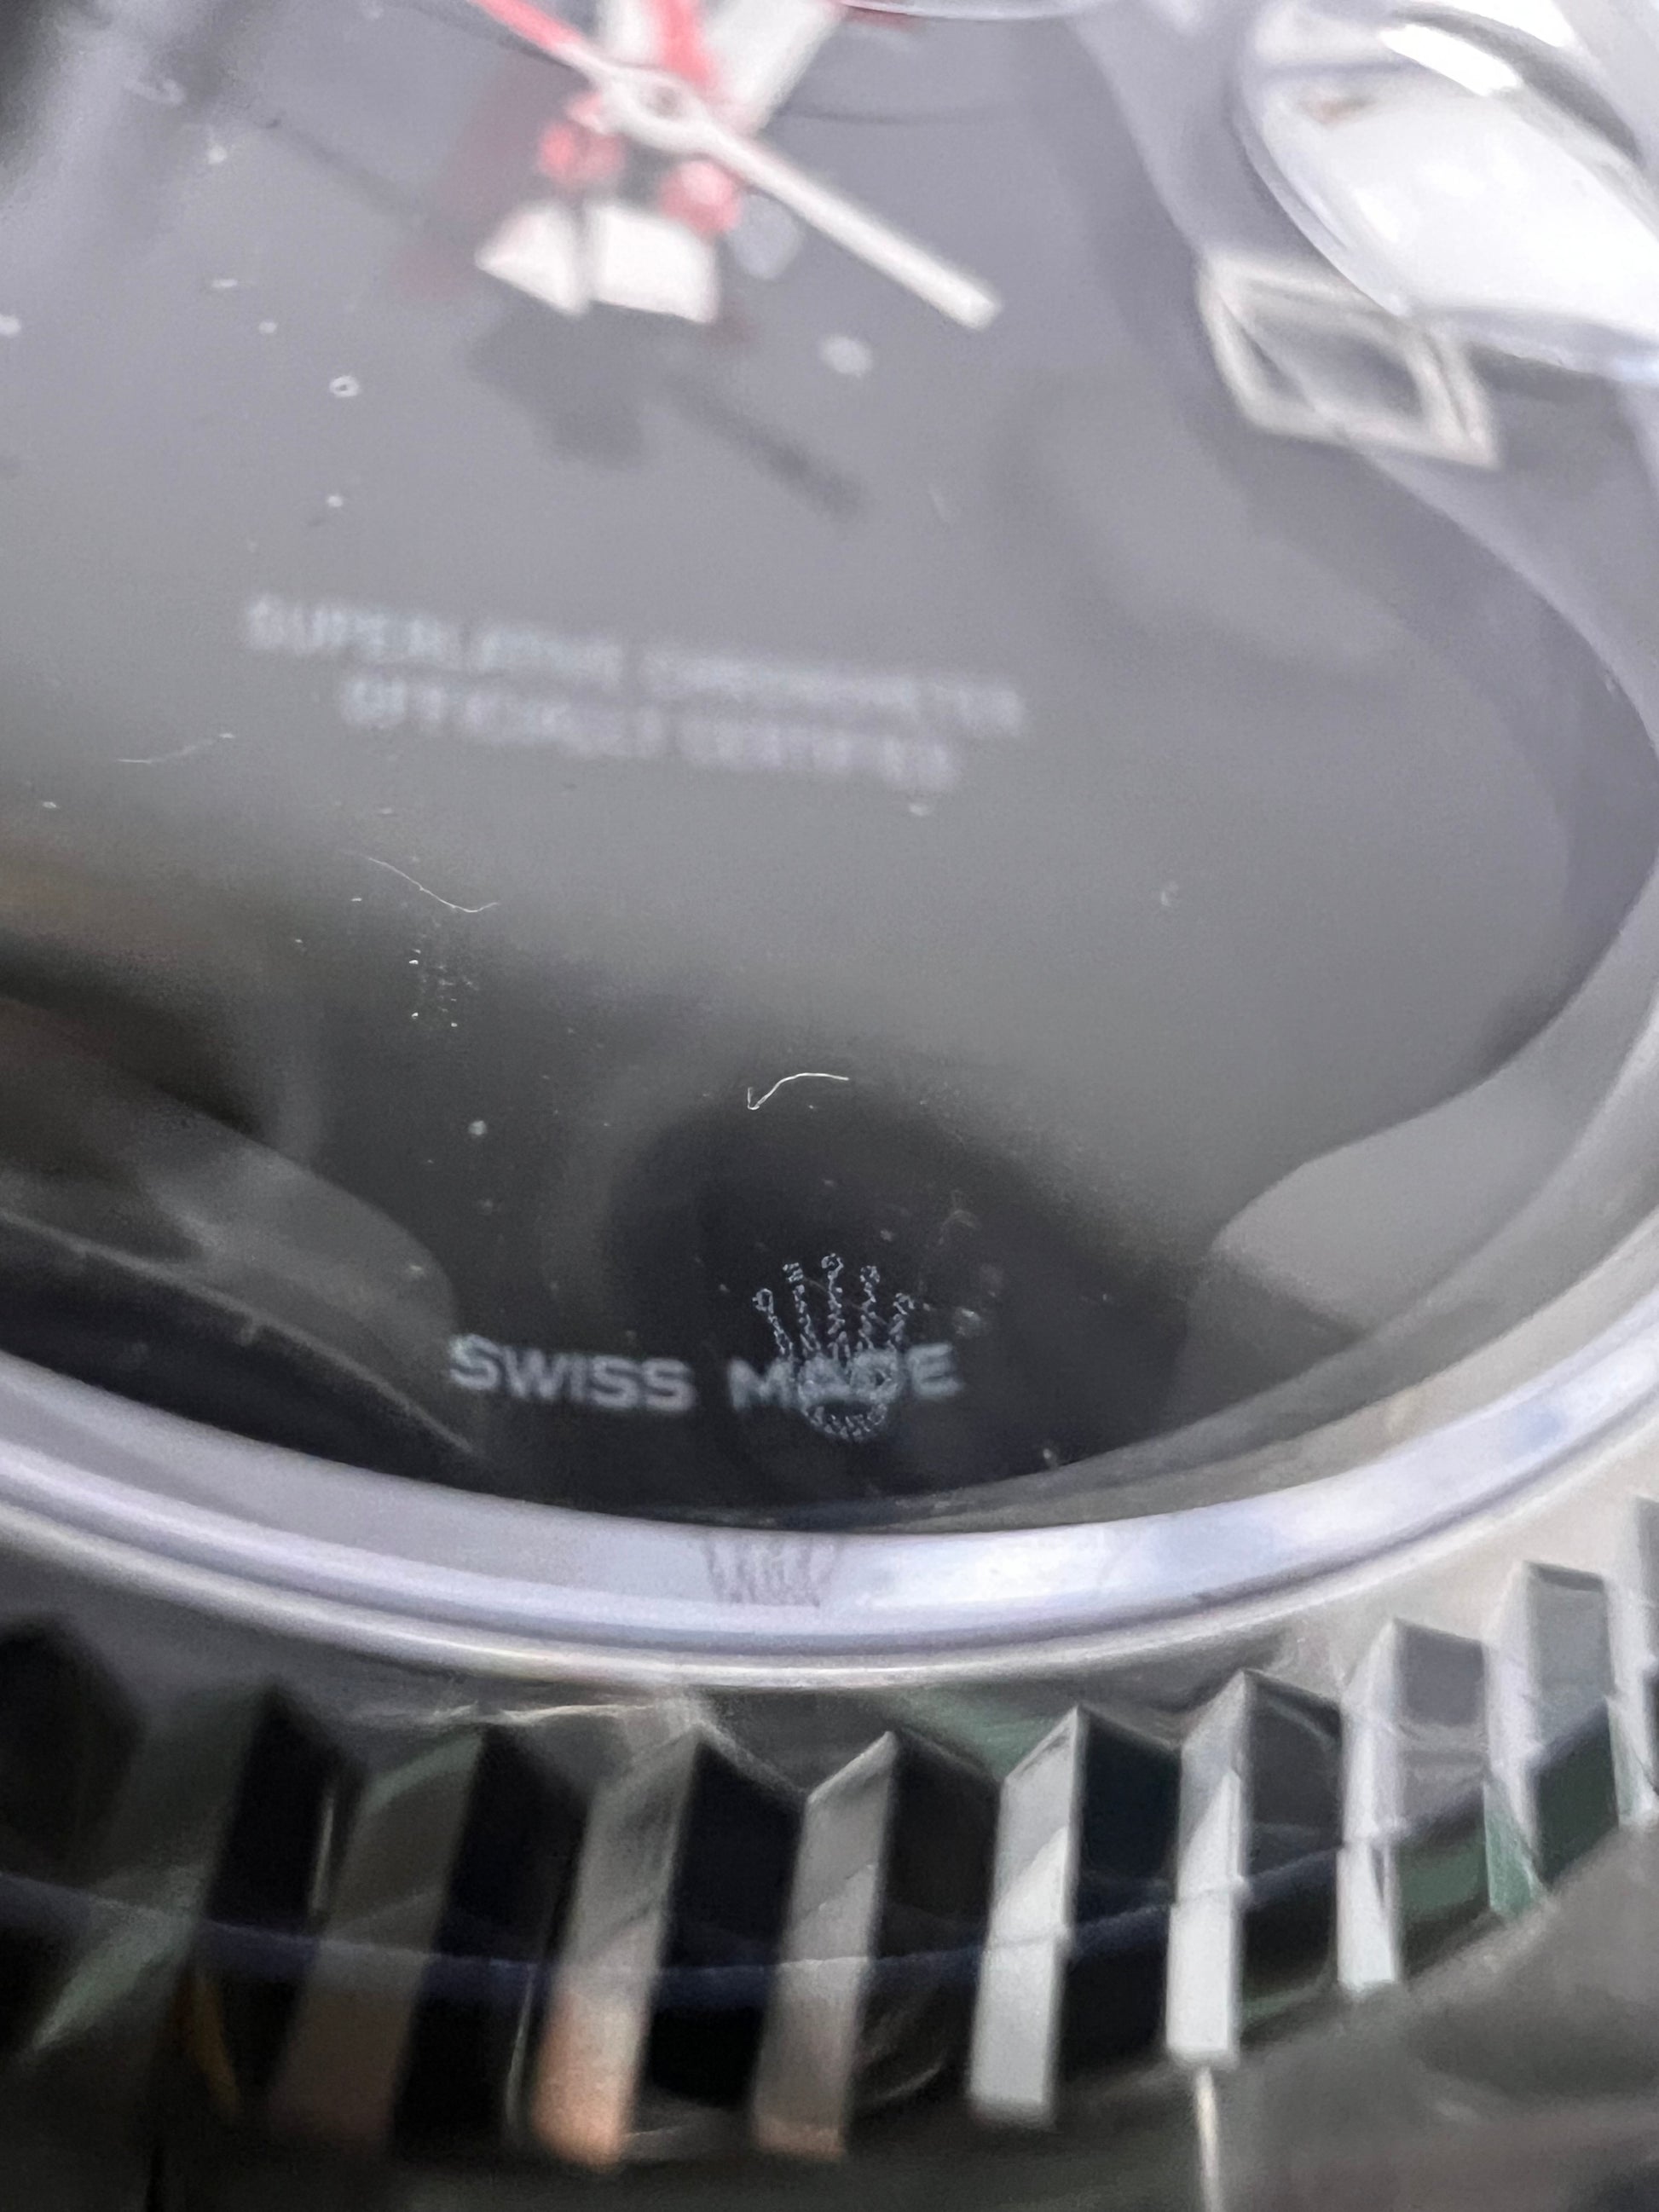 SUPERLATIVE CHRONOMETER
OFFICIALLY CERTIFIED
SWISS MADE